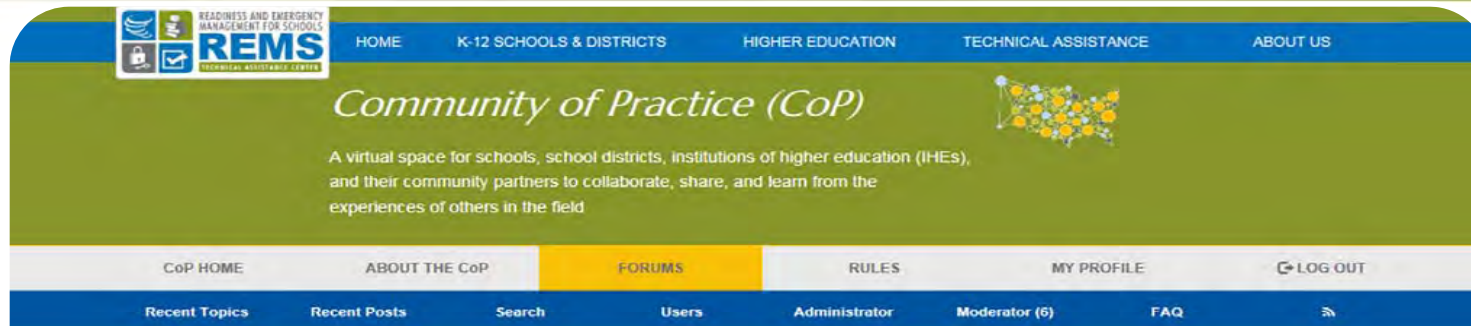 READINESS AND EMERGENCY
MANAGEMENT FOR SCHOOLS
REMS
TECHNICAL ASSISTANCE CENTER
HOME K-12 SCHOOLS & DISTRICTS HIGHER EDUCATION TECHNICAL ASSISTANCE ABOUT US
Community of Practice (CoP)
A virtual space for schools, school districts, institutions of higher education (IHEs),
and their community partners to collaborate, share, and learn from the
experiences of others in the field
CoP HOME ABOUT THE CoP FORUMS RULES MY PROFILE LOG OUT
Recent Topics Recent Posts Search Users Administrator Moderator (6) FAQ